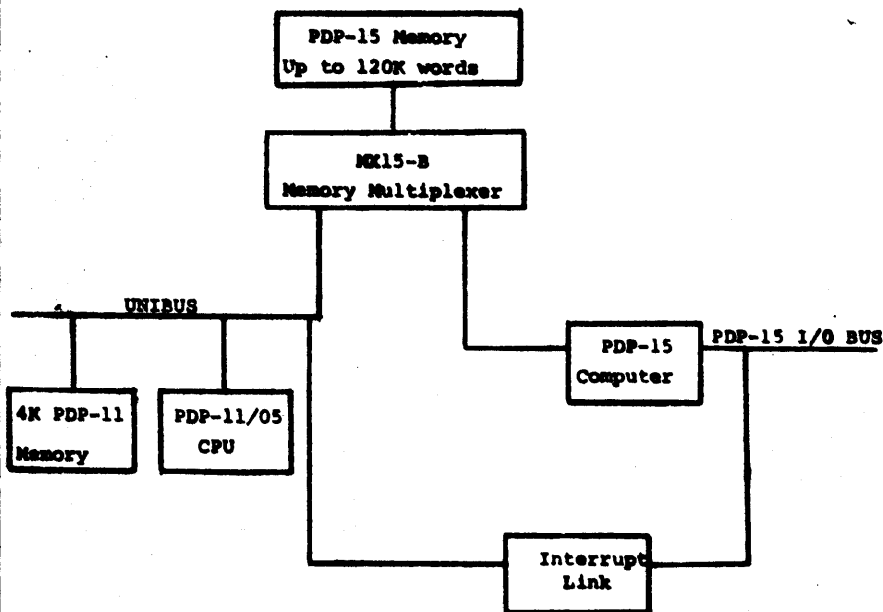 PDP-15 Memory
Up to 120K words
MX15-B
Memory Multiplexer
UNIBUS
PDP-15 I/O BUS
PDP-15
Computer
4K PDP-11
Memory
PDP-11/05
CPU
Interrupt
Link